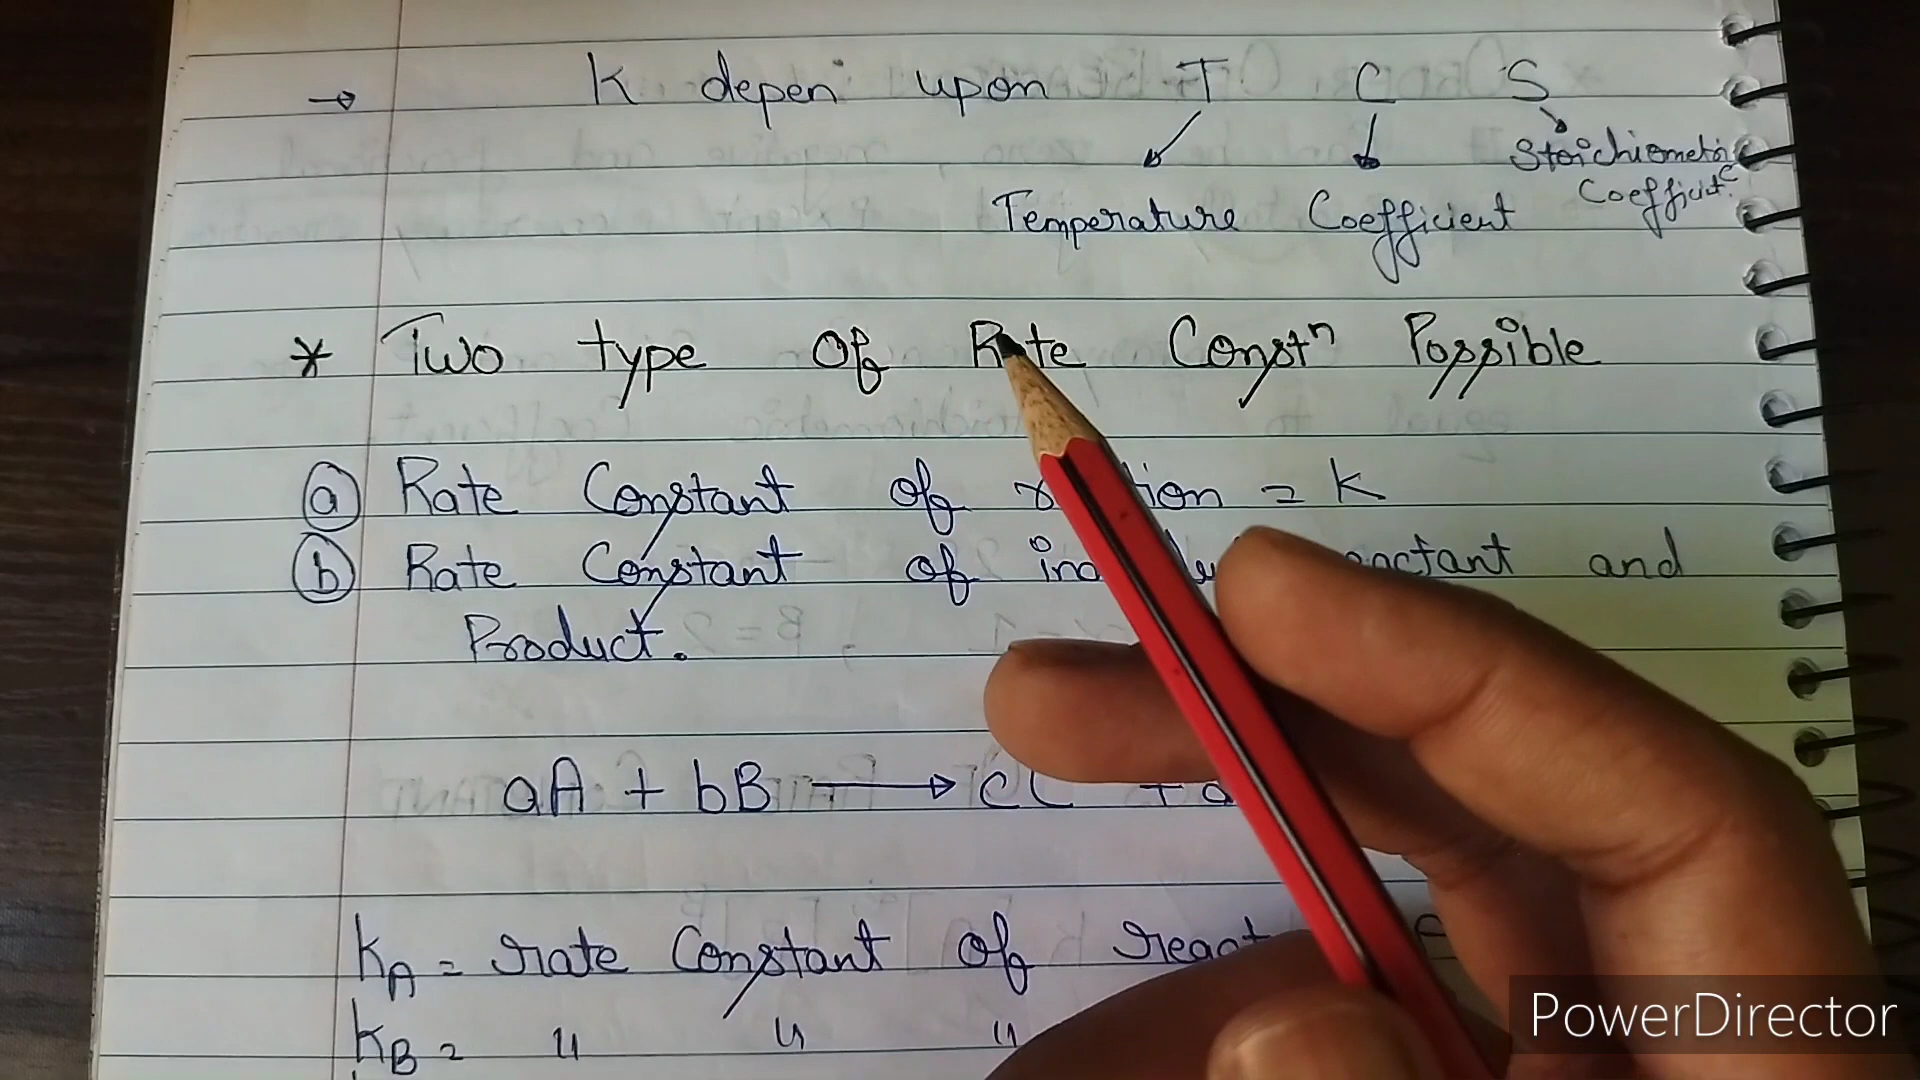 → k depen upon T C S
Stoichiometric
Coefficient
Temperature Coefficient
* Two type Of Rate Constⁿ Possible
(a) Rate Constant Of = k
(b) Rate Constant Of and
Product.
aA + bB → cC +
kA = rate Constant Of
kB = " " "
PowerDirector